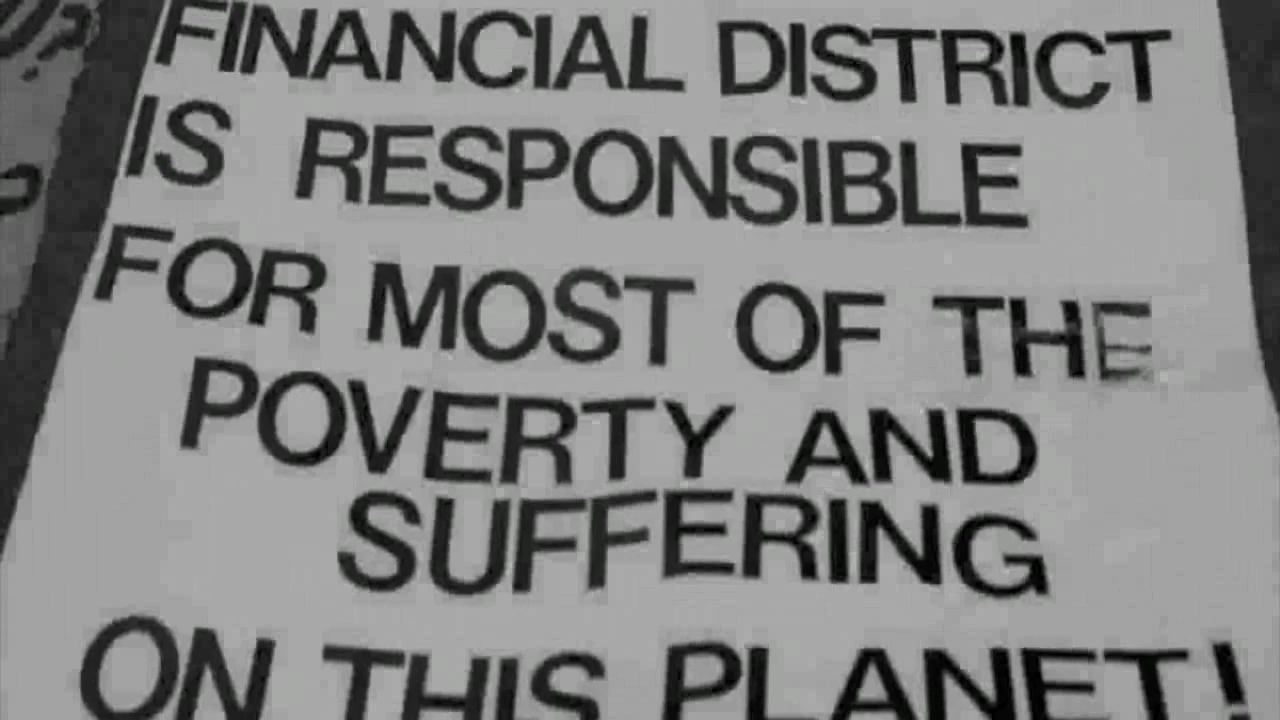 FINANCIAL DISTRICT
IS RESPONSIBLE
FOR MOST OF THE
POVERTY AND
SUFFERING
ON THIS PLANET!